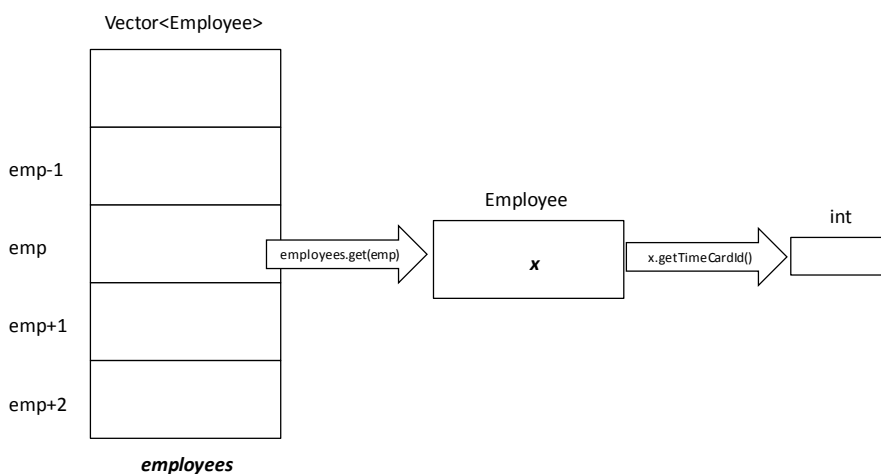 Vector<Employee>
emp-1
emp
emp+1
emp+2
employees
employees.get(emp)
Employee
x
x.getTimeCardId()
int